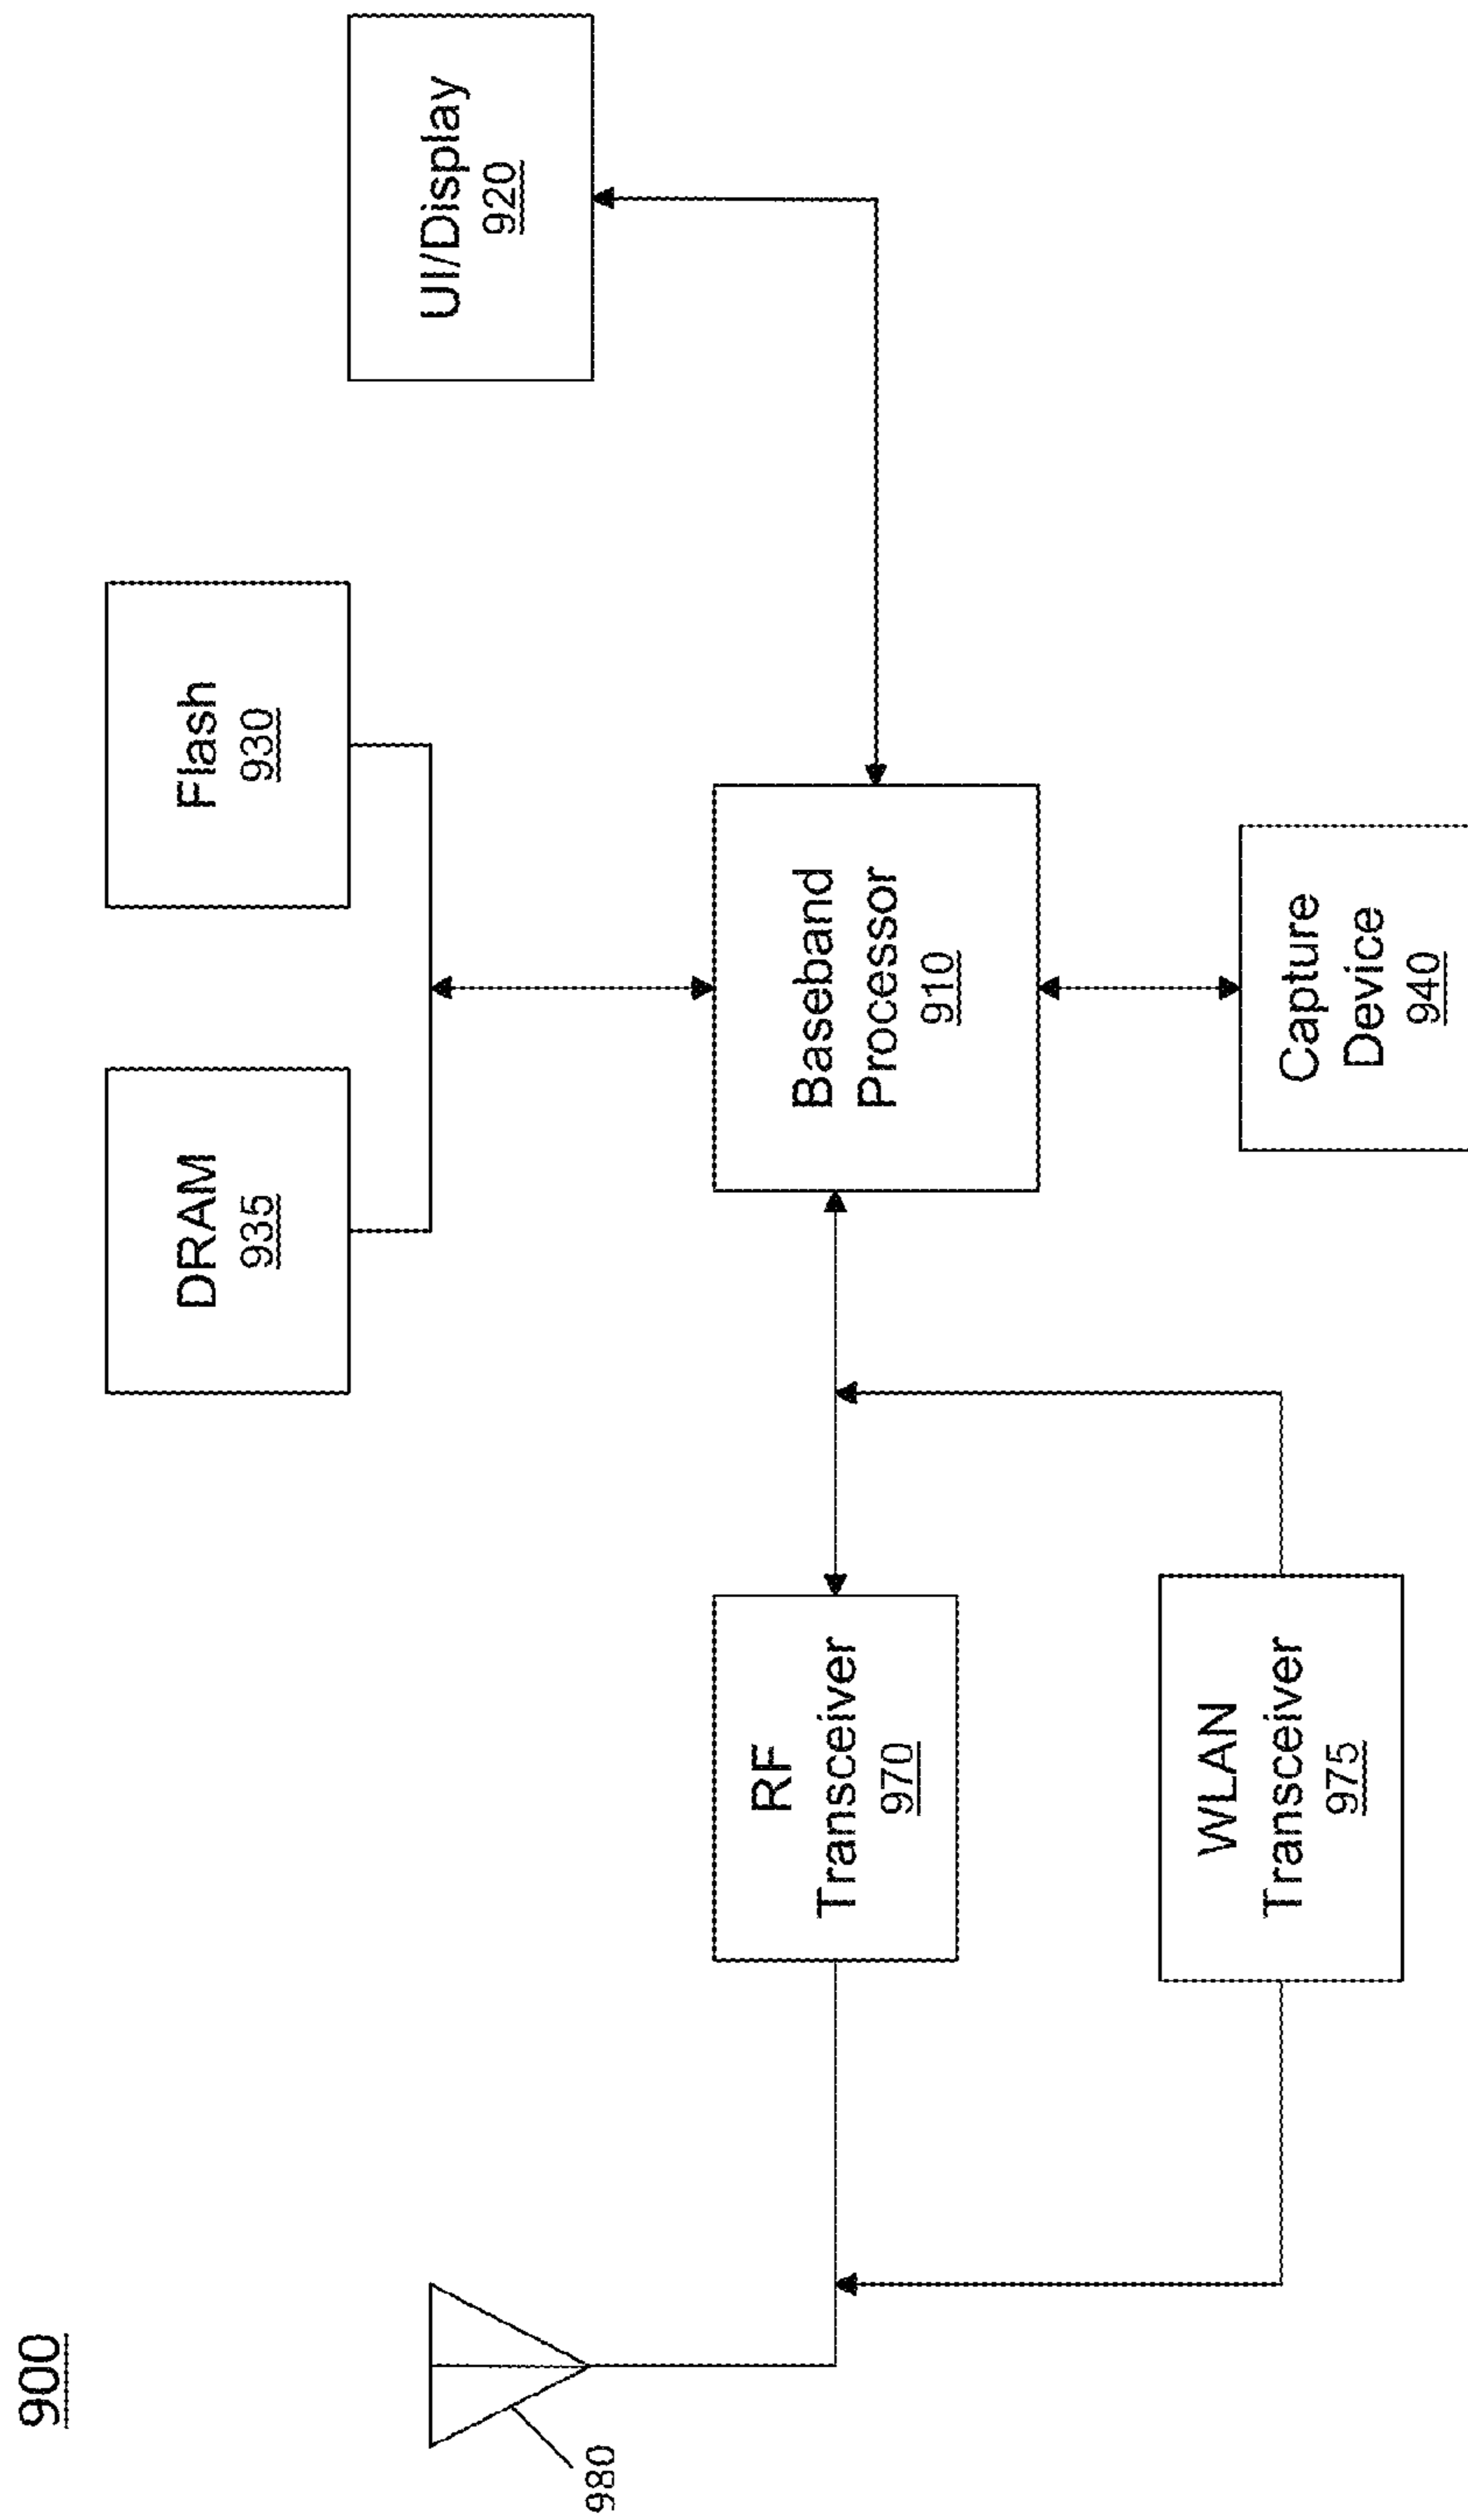 900
DRAM
935
Flash
930
UI/Display
920
980
RF
Transceiver
970
Baseband
Processor
910
WLAN
Transceiver
975
Capture
Device
940